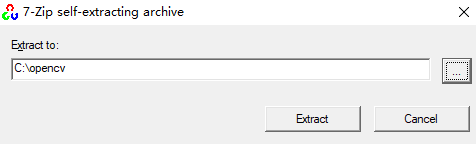 7-Zip self-extracting archive
Extract to:
C:\opencv
...
Extract
Cancel